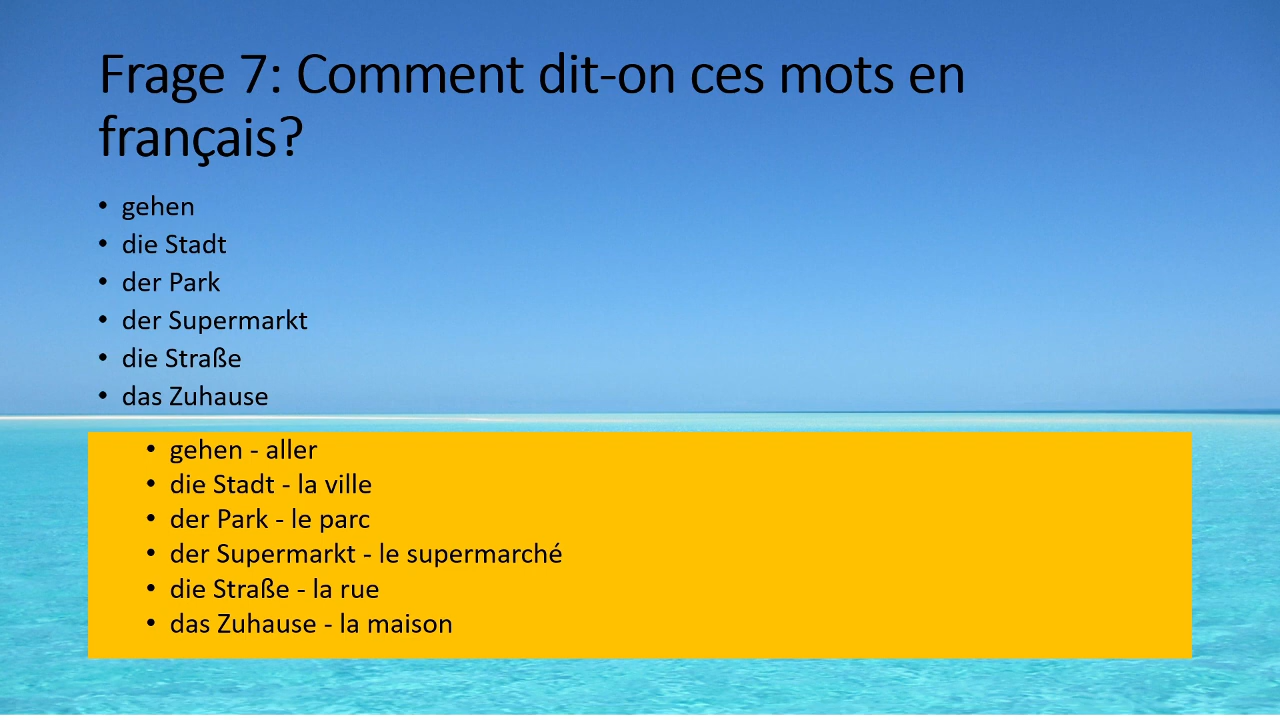 Frage 7: Comment dit-on ces mots en
français?
• gehen
• die Stadt
• der Park
• der Supermarkt
• die Straße
• das Zuhause
• gehen - aller
• die Stadt - la ville
• der Park - le parc
• der Supermarkt - le supermarché
• die Straße - la rue
• das Zuhause - la maison